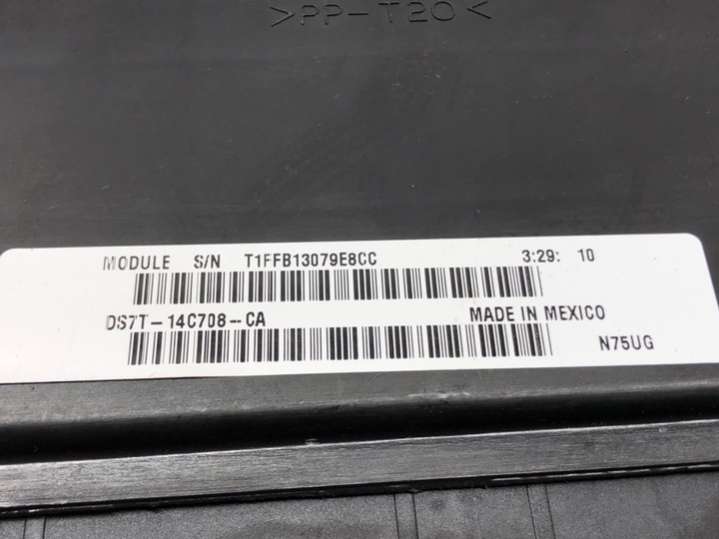 >PP-T20<
MODULE S/N T1FFB13079E8CC 3:29: 10
DS7T-14C708-CA MADE IN MEXICO
N75UG